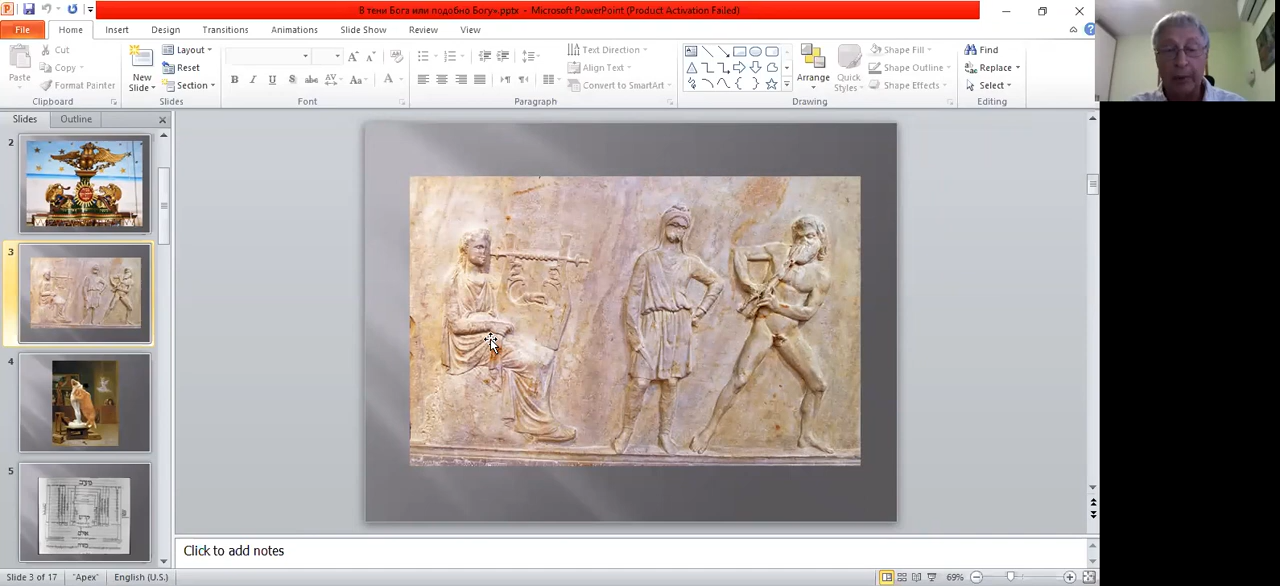 В тени Бога или подобно Богу».pptx - Microsoft PowerPoint (Product Activation Failed)
File Home Insert Design Transitions Animations Slide Show Review View
Cut Layout Text Direction Shape Fill Find
Copy Reset Align Text Shape Outline Replace
Paste Format Painter New Slide Section Convert to SmartArt Arrange Quick Styles Shape Effects Select
Clipboard Slides Font Paragraph Drawing Editing
Slides Outline
2
3
4
5
Click to add notes
Slide 3 of 17 "Apex" English (U.S.) 69%